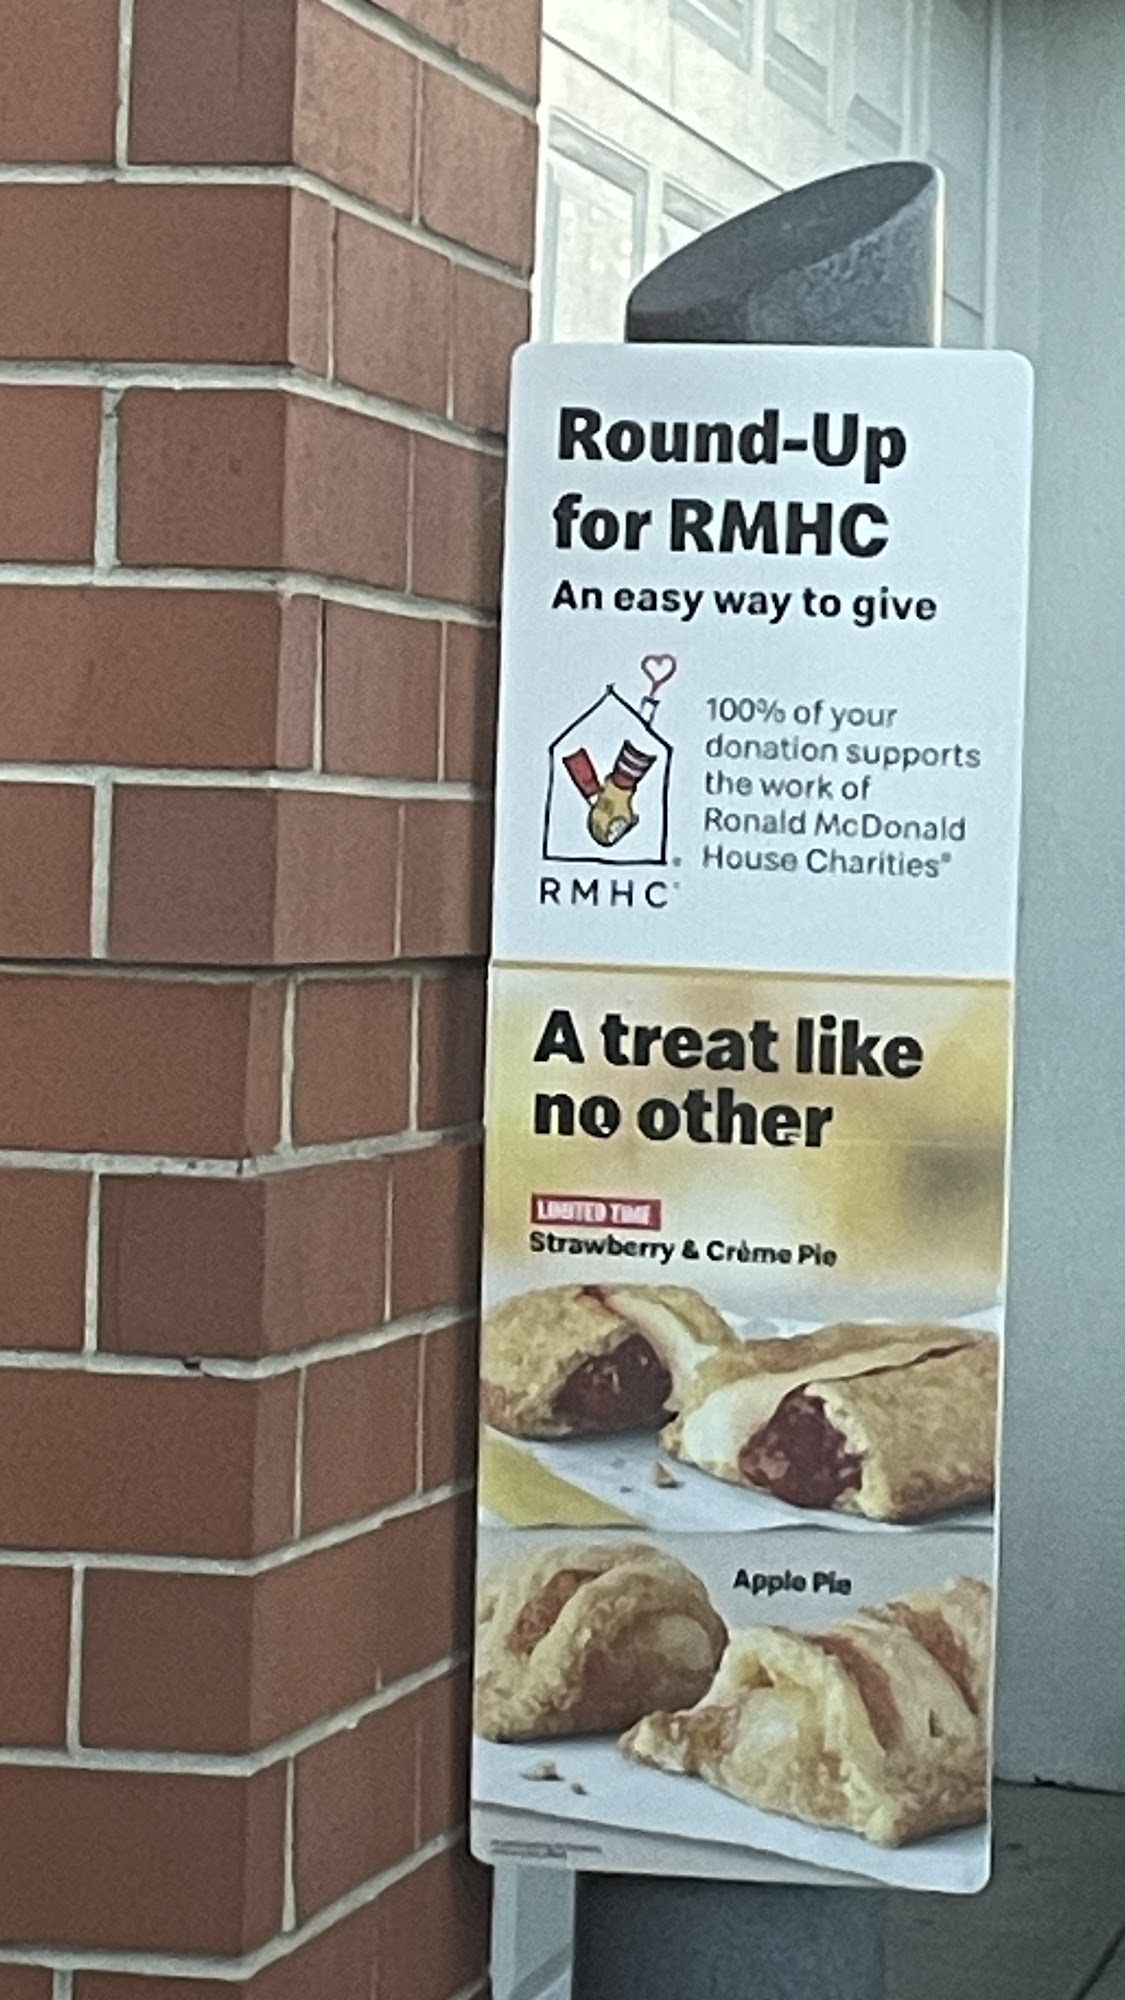 Round-Up
for RMHC
An easy way to give
100% of your
donation supports
the work of
Ronald McDonald
House Charities®
RMHC®
A treat like
no other
LIMITED TIME
Strawberry & Crème Pie
Apple Pie